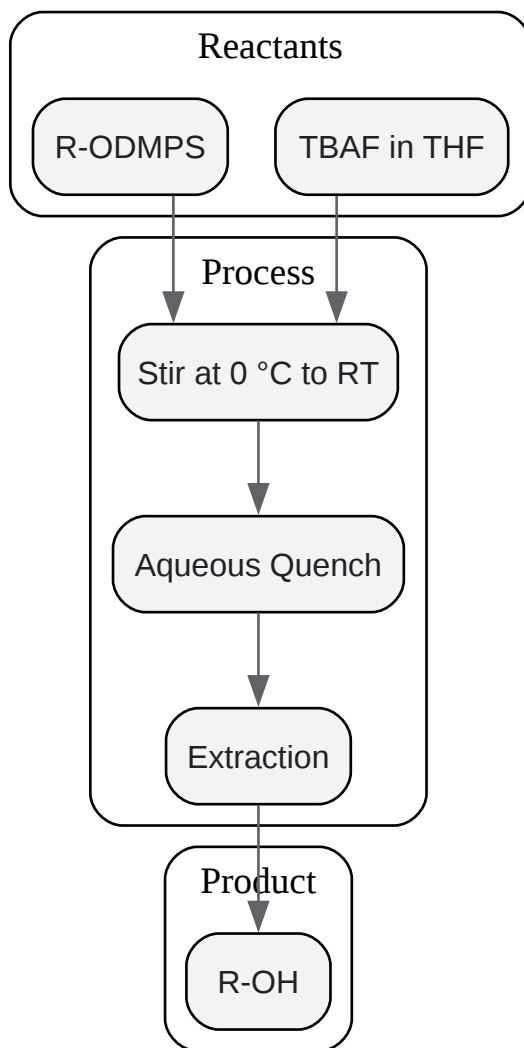 Reactants
R-ODMPS
TBAF in THF
Process
Stir at 0 °C to RT
Aqueous Quench
Extraction
Product
R-OH